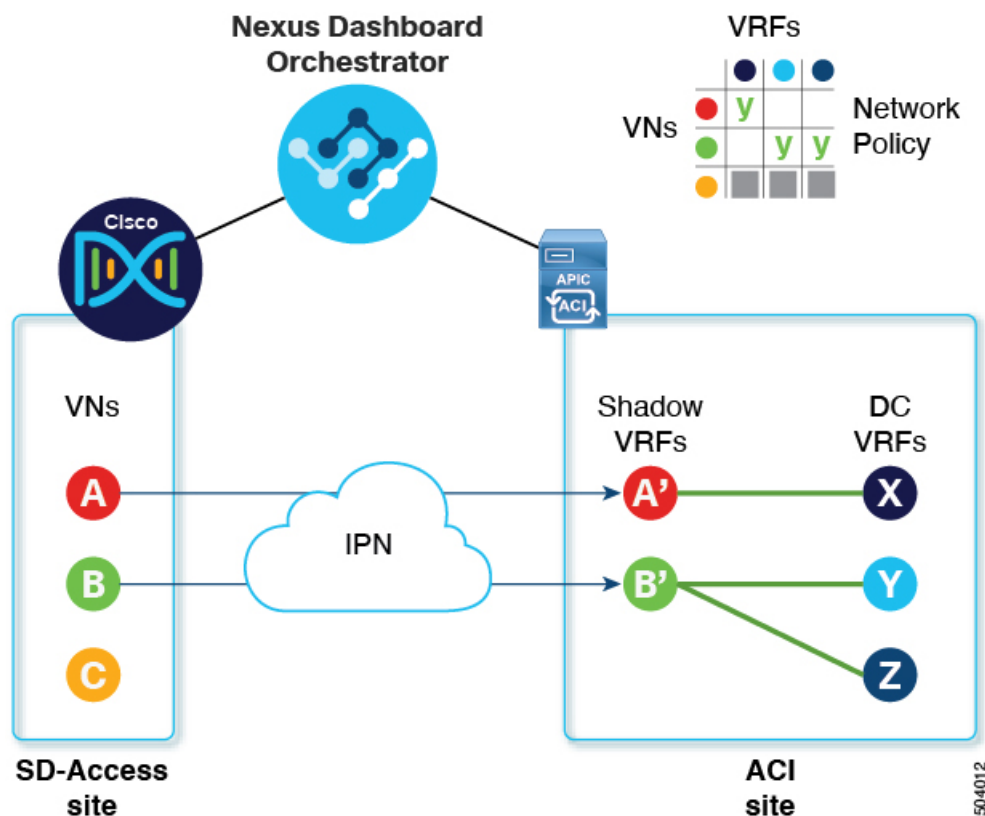 Nexus Dashboard
Orchestrator
VRFs
VNs
y
y y
Network
Policy
Cisco
APIC
ACI
VNs
Shadow
VRFs
DC
VRFs
A
IPN
A’
X
B
B’
Y
C
Z
SD-Access
site
ACI
site
504012